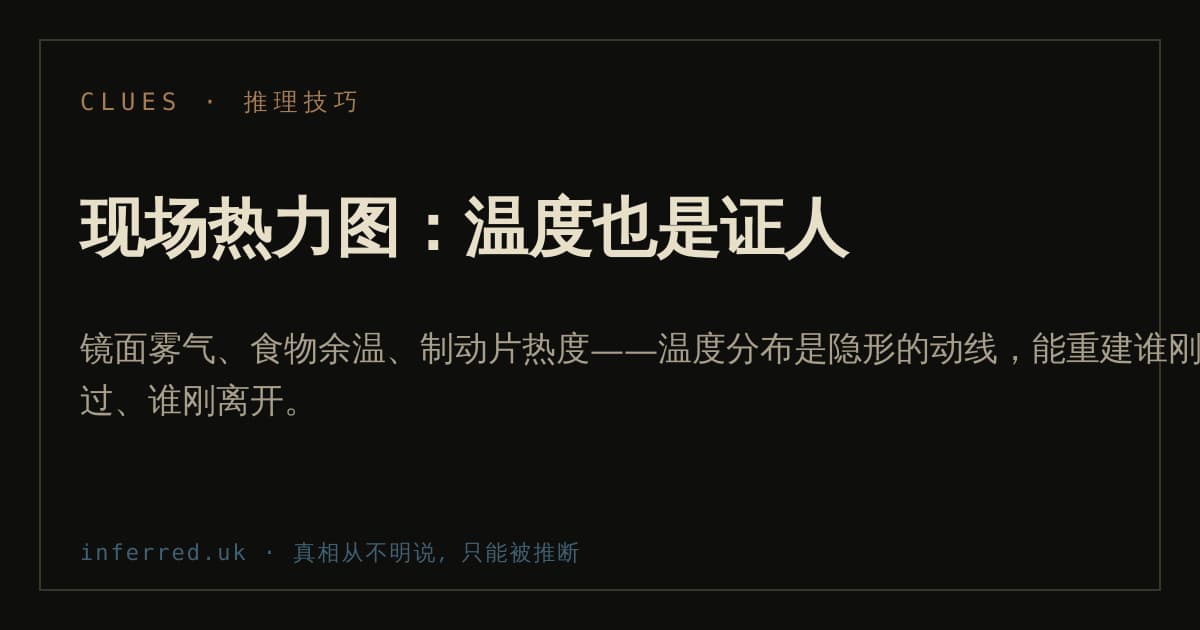 CLUES · 推理技巧
现场热力图：温度也是证人
镜面雾气、食物余温、制动片热度——温度分布是隐形的动线，能重建谁刚
过、谁刚离开。
inferred.uk · 真相从不明说，只能被推断